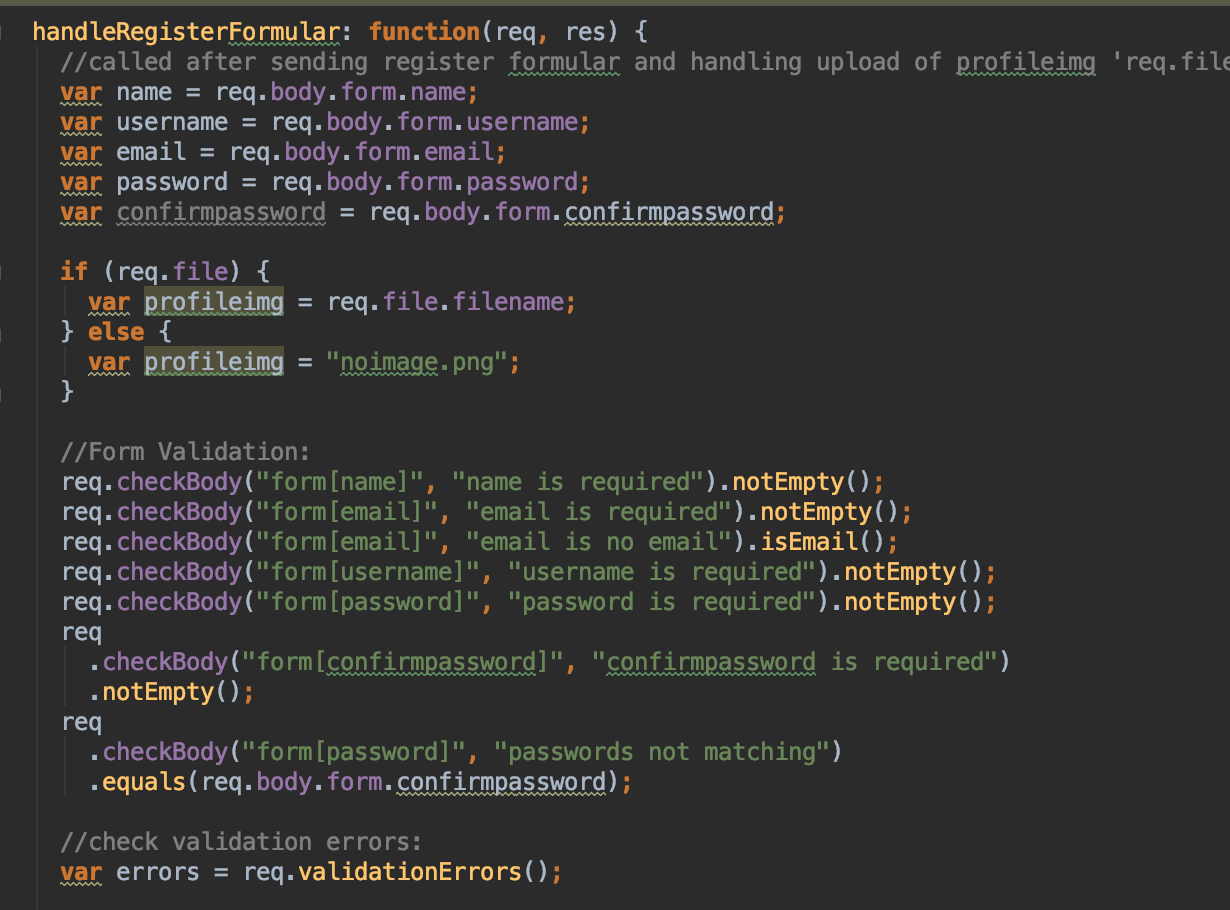 handleRegisterFormular: function(req, res) {
//called after sending register formular and handling upload of profileimg 'req.file
var name = req.body.form.name;
var username = req.body.form.username;
var email = req.body.form.email;
var password = req.body.form.password;
var confirmpassword = req.body.form.confirmpassword;
if (req.file) {
var profileimg = req.file.filename;
} else {
var profileimg = "noimage.png";
}
//Form Validation:
req.checkBody("form[name]", "name is required").notEmpty();
req.checkBody("form[email]", "email is required").notEmpty();
req.checkBody("form[email]", "email is no email").isEmail();
req.checkBody("form[username]", "username is required").notEmpty();
req.checkBody("form[password]", "password is required").notEmpty();
req
.checkBody("form[confirmpassword]", "confirmpassword is required")
.notEmpty();
req
.checkBody("form[password]", "passwords not matching")
.equals(req.body.form.confirmpassword);
//check validation errors:
var errors = req.validationErrors();